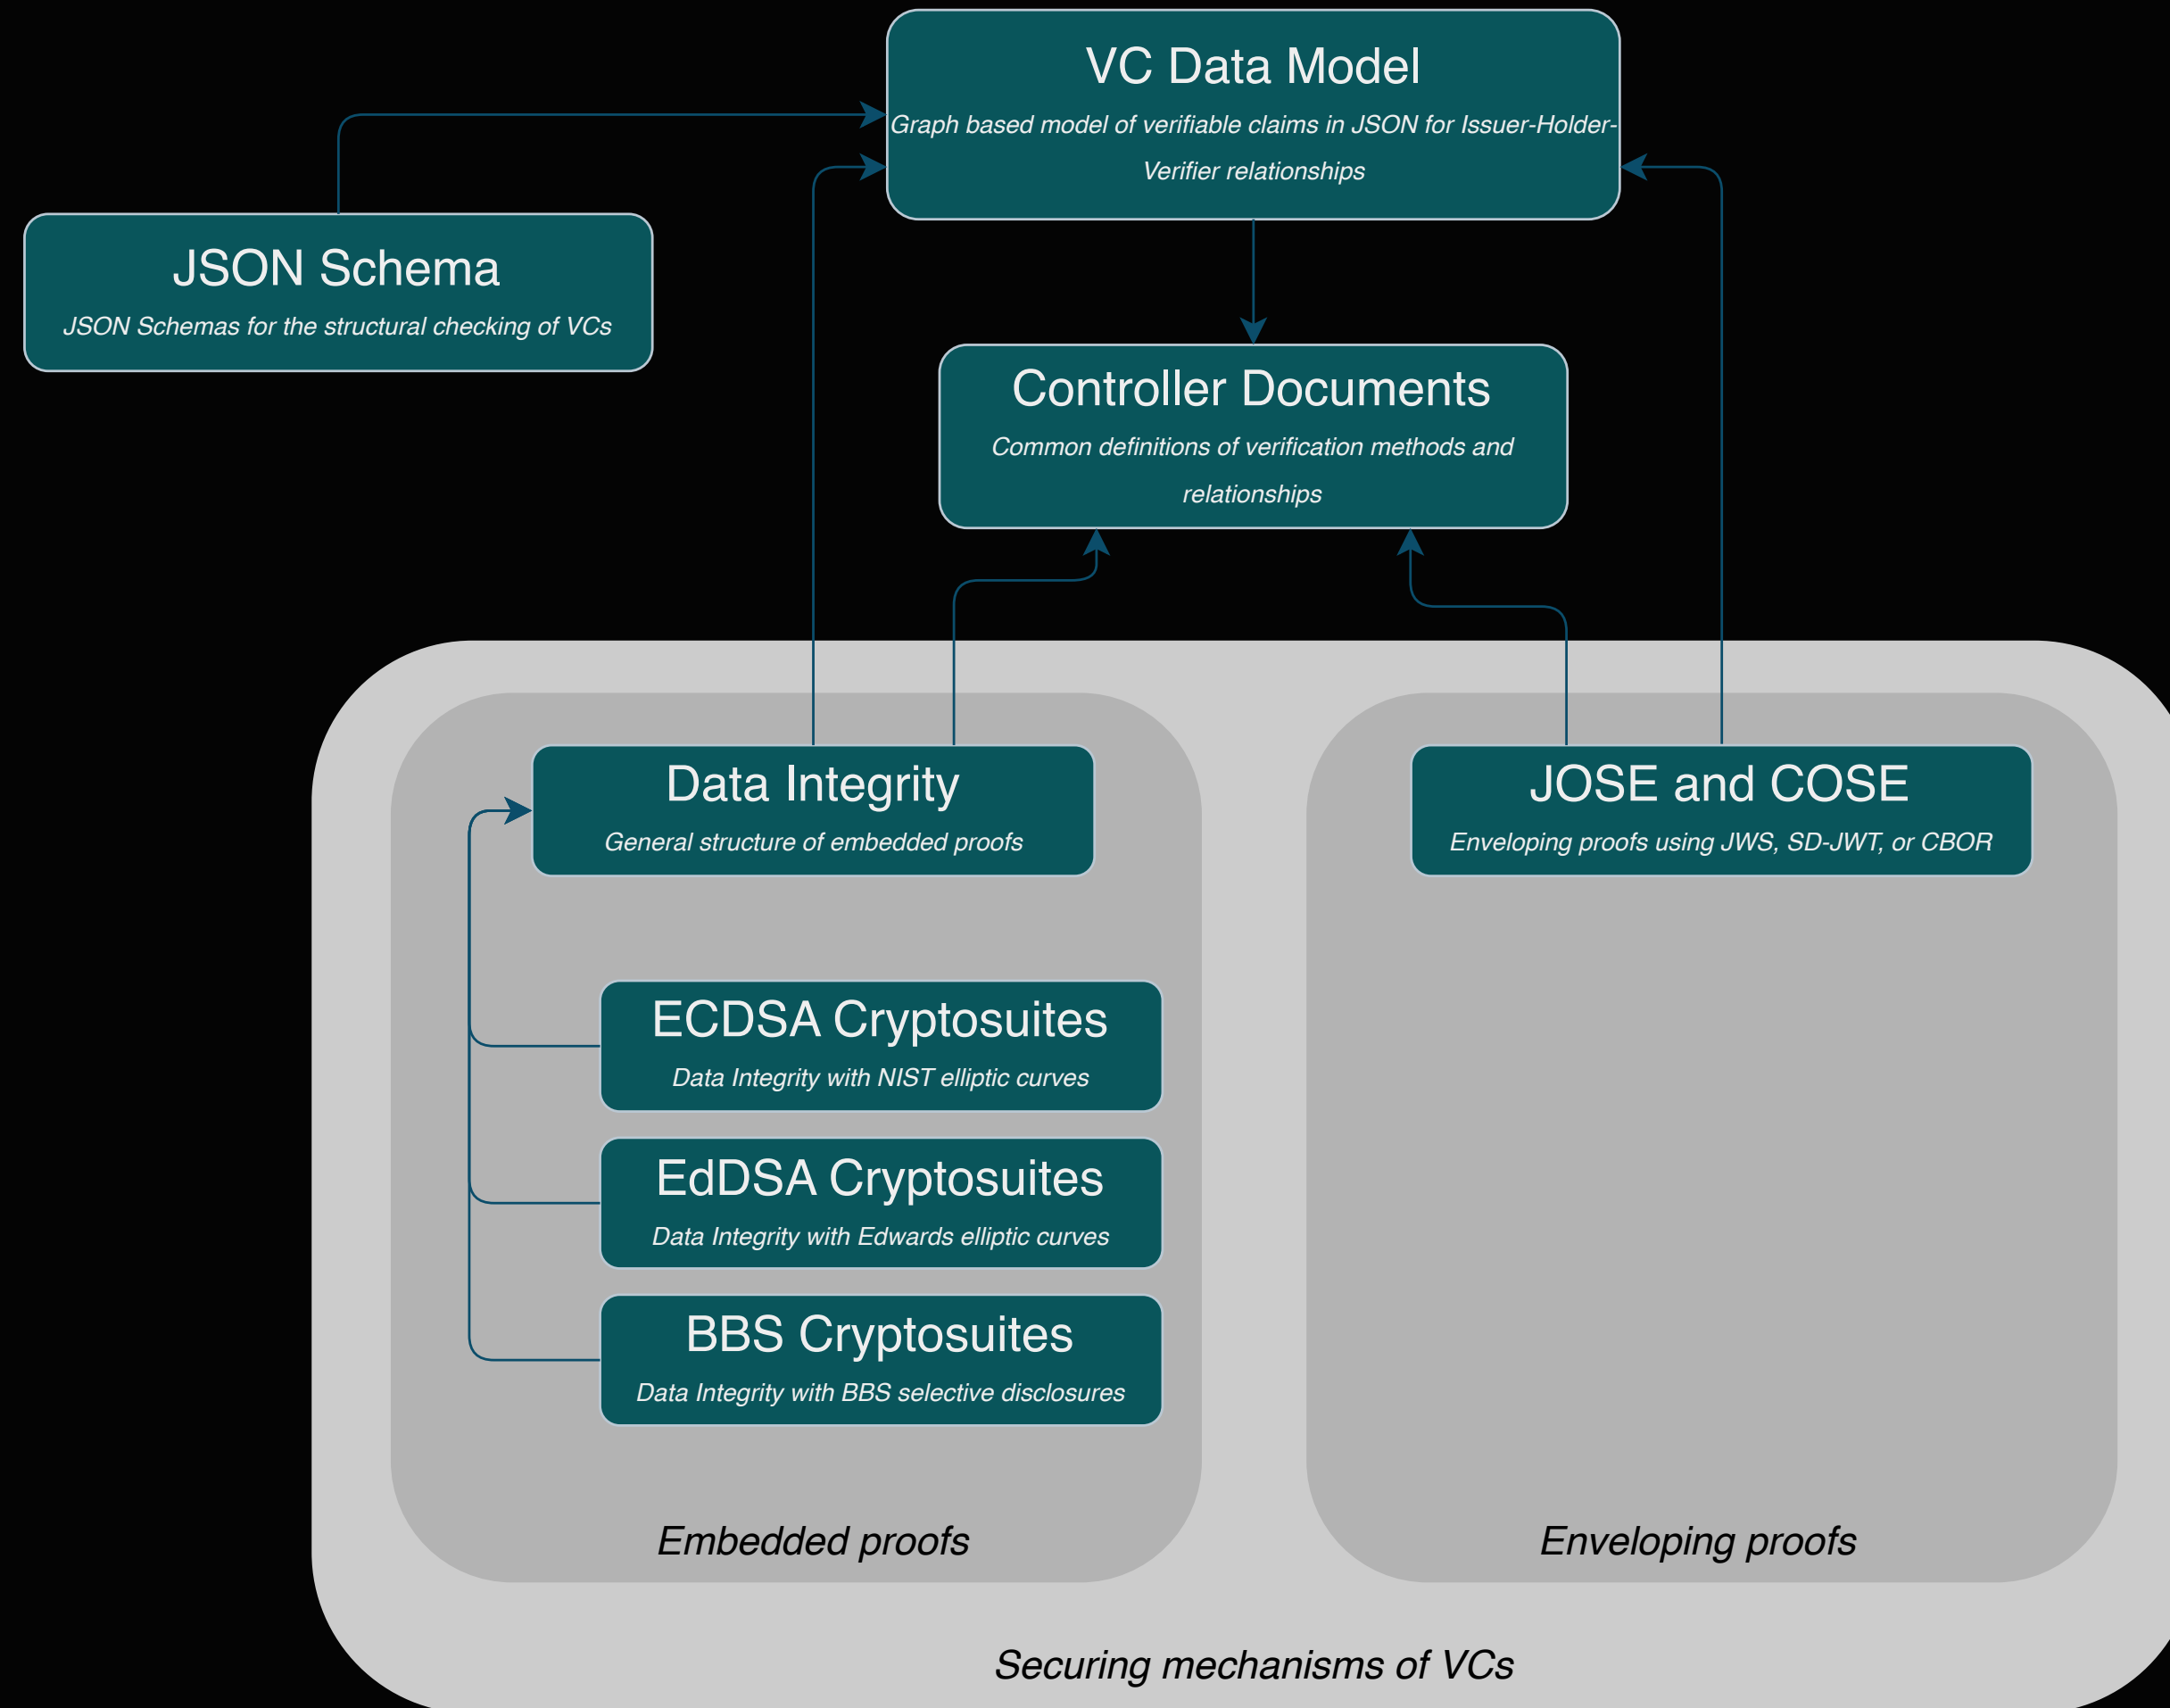 VC Data Model
Graph based model of verifiable claims in JSON for Issuer-Holder-
Verifier relationships
JSON Schema
JSON Schemas for the structural checking of VCs
Controller Documents
Common definitions of verification methods and
relationships
Data Integrity
General structure of embedded proofs
JOSE and COSE
Enveloping proofs using JWS, SD-JWT, or CBOR
ECDSA Cryptosuites
Data Integrity with NIST elliptic curves
EdDSA Cryptosuites
Data Integrity with Edwards elliptic curves
BBS Cryptosuites
Data Integrity with BBS selective disclosures
Embedded proofs
Enveloping proofs
Securing mechanisms of VCs